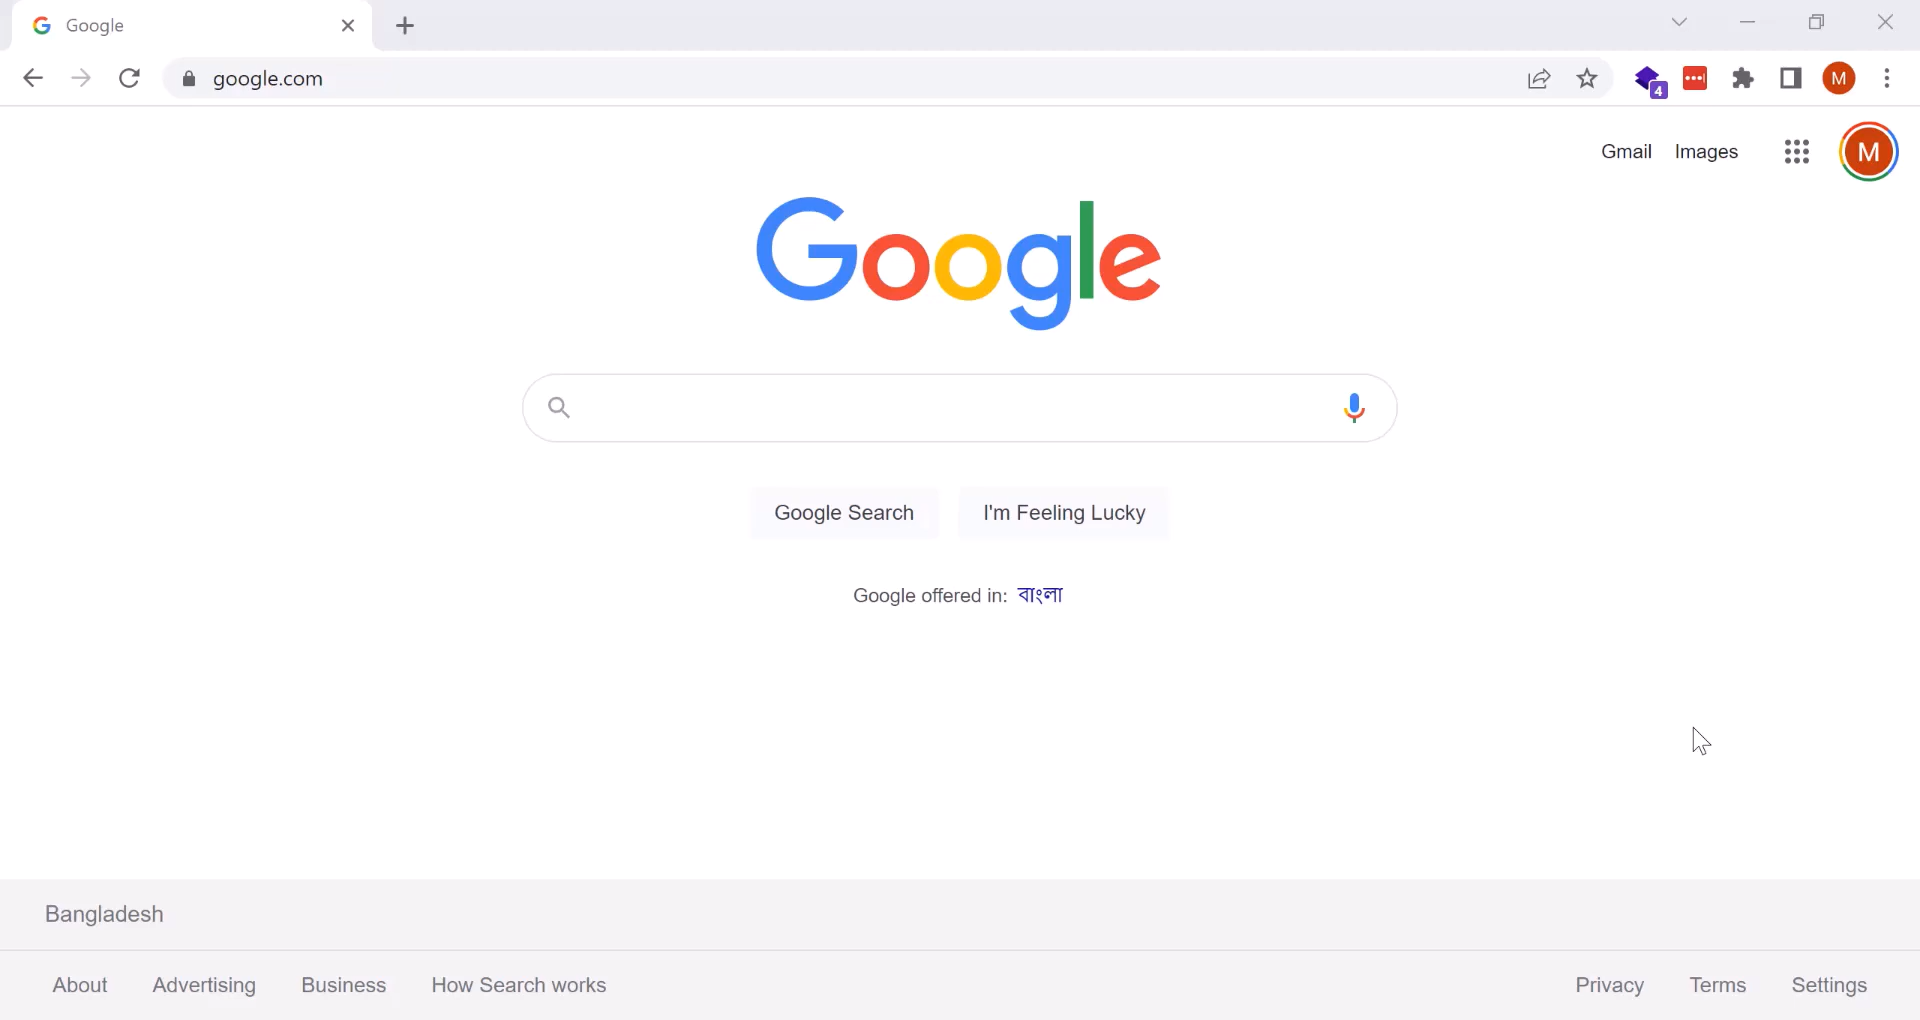 Google
google.com
4
M
Gmail Images
M
Google
Google Search I'm Feeling Lucky
Google offered in: বাংলা
Bangladesh
About Advertising Business How Search works Privacy Terms Settings